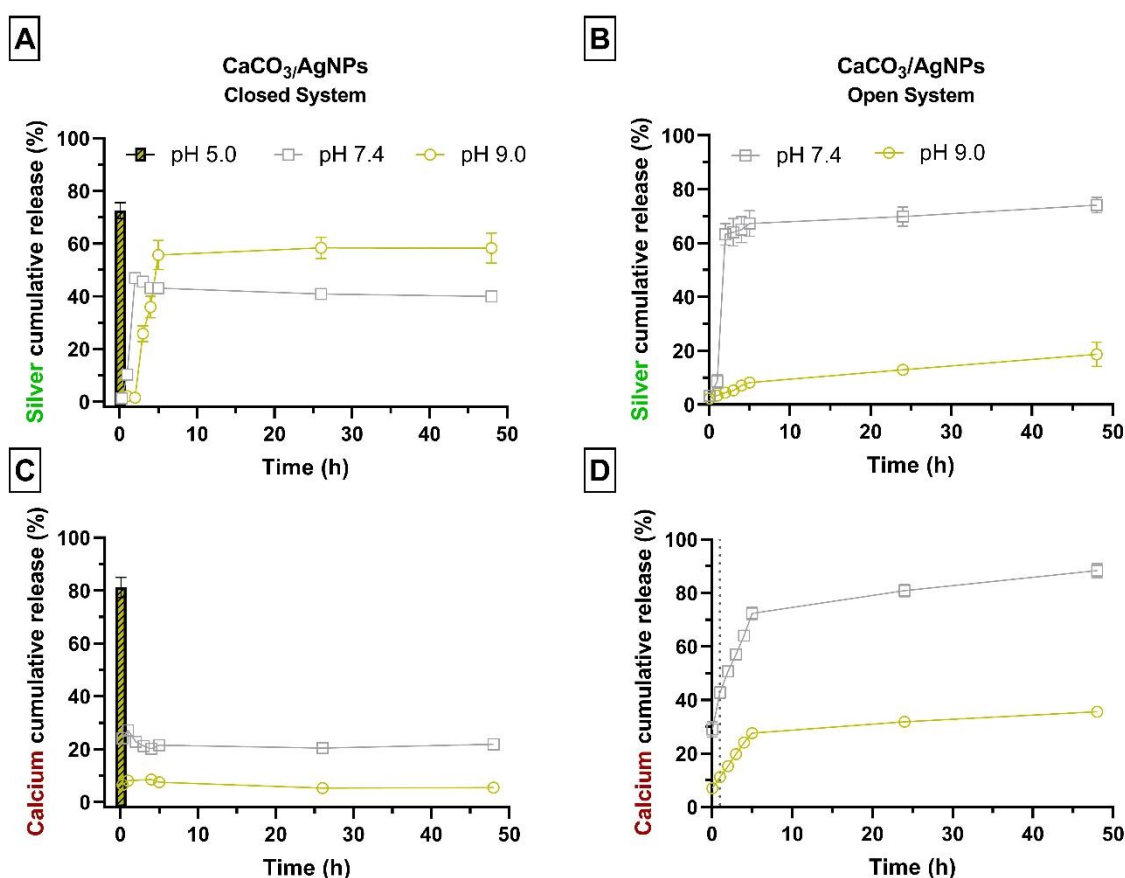 A
CaCO3/AgNPs
Closed System
Silver cumulative release (%)
100
80
60
40
20
0
pH 5.0 pH 7.4 pH 9.0
0 10 20 30 40 50
Time (h)
B
CaCO3/AgNPs
Open System
Silver cumulative release (%)
100
80
60
40
20
0
pH 7.4 pH 9.0
0 10 20 30 40 50
Time (h)
C
Calcium cumulative release (%)
100
80
60
40
20
0
0 10 20 30 40 50
Time (h)
D
Calcium cumulative release (%)
100
80
60
40
20
0
0 10 20 30 40 50
Time (h)